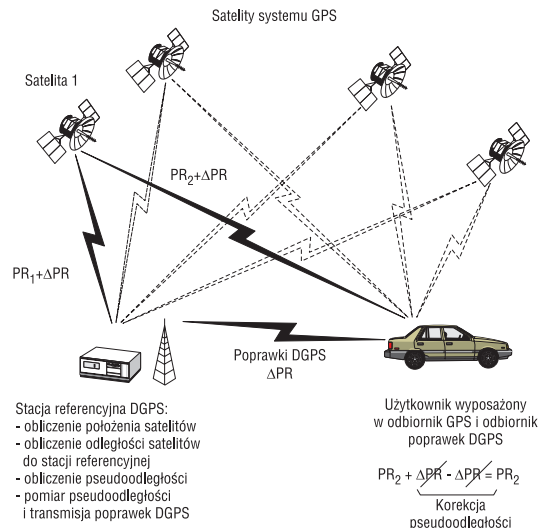 Satelity systemu GPS
Satelita 1
PR₂+ΔPR
PR₁+ΔPR
Poprawki DGPS
ΔPR
Stacja referencyjna DGPS:
- obliczenie położenia satelitów
- obliczenie odległości satelitów
do stacji referencyjnej
- obliczenie pseudoodległości
- pomiar pseudoodległości
i transmisja poprawek DGPS
Użytkownik wyposażony
w odbiornik GPS i odbiornik
poprawek DGPS
PR₂ + ΔPR - ΔPR = PR₂
Korekcja
pseudoodległości